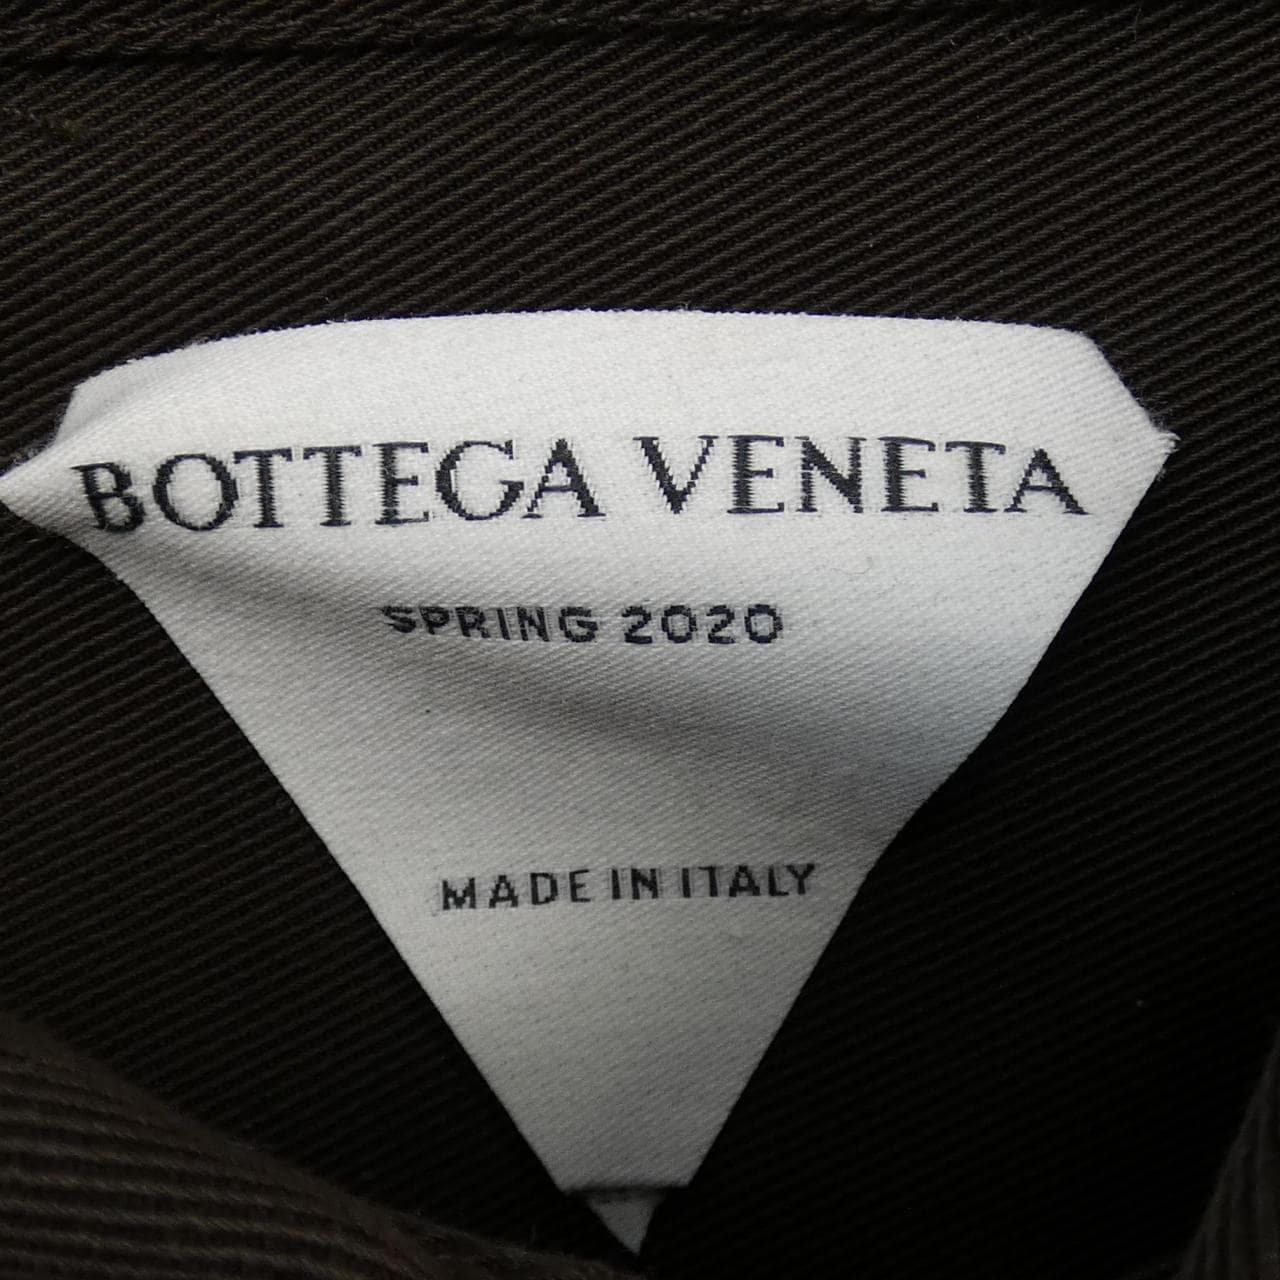 BOTTEGA VENETA
SPRING 2020
MADE IN ITALY